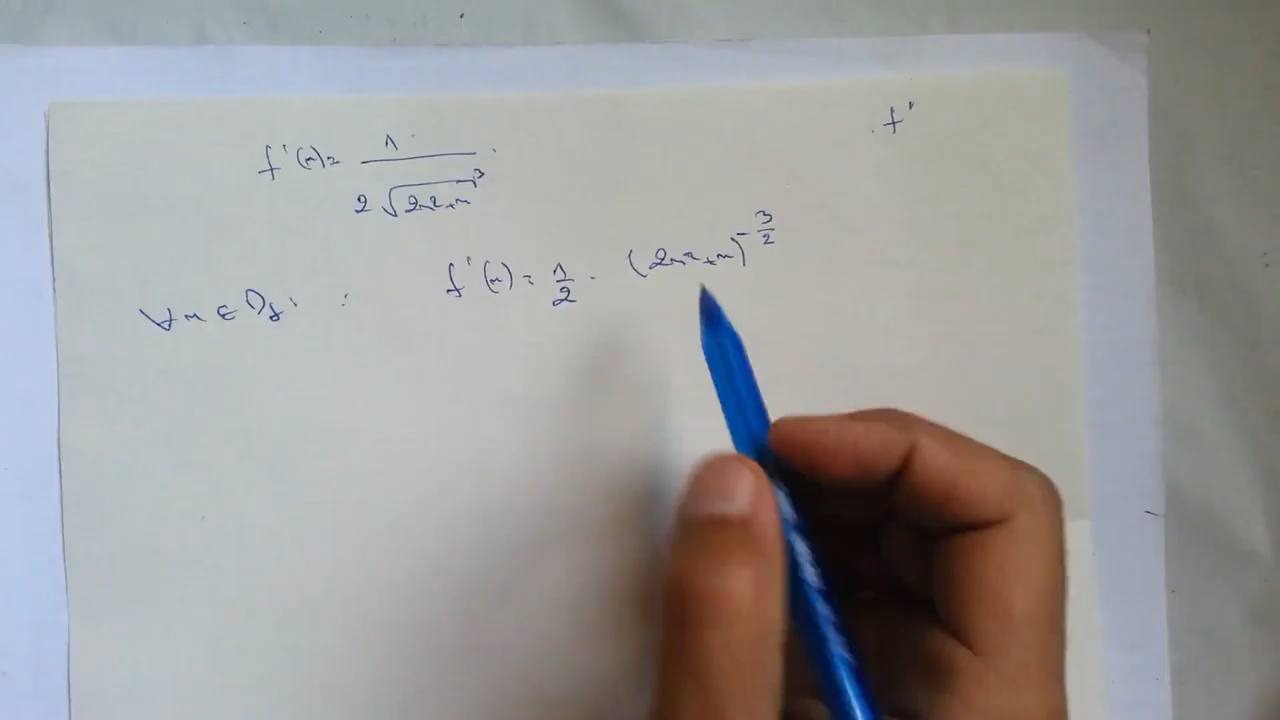 f'(x) = 1 / (2√(2x²+x)³)
f'
∀x ∈ Df' : f'(x) = 1/2 · (2x²+x)^(-3/2)